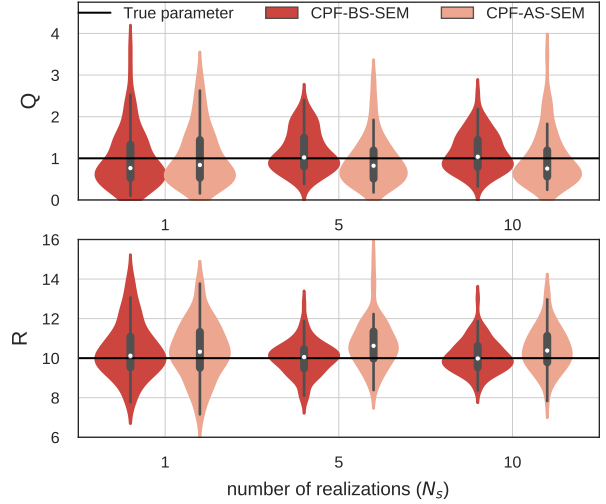 True parameter CPF-BS-SEM CPF-AS-SEM
4
3
2
1
0
Q
1 5 10
16
14
12
10
8
6
R
1 5 10
number of realizations (Nₛ)